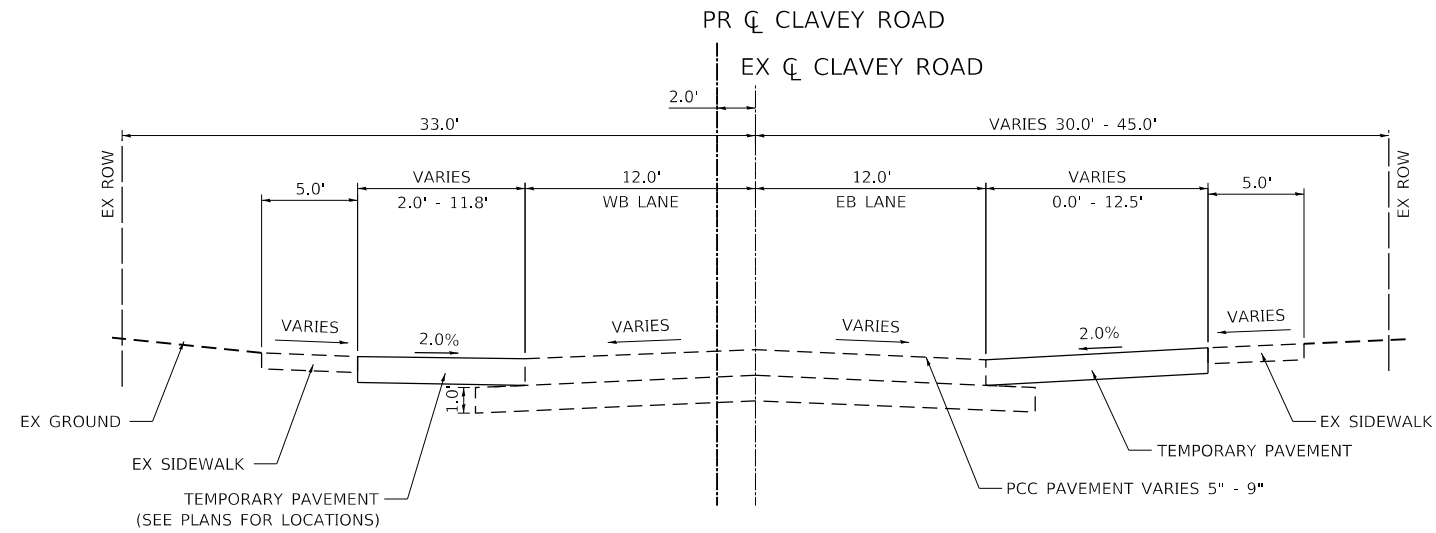 PR ℄ CLAVEY ROAD
EX ℄ CLAVEY ROAD
2.0'
33.0'
VARIES 30.0' - 45.0'
EX ROW
5.0'
VARIES
2.0' - 11.8'
12.0'
WB LANE
12.0'
EB LANE
VARIES
0.0' - 12.5'
5.0'
EX ROW
VARIES
2.0%
VARIES
VARIES
2.0%
VARIES
1.0'
EX GROUND
EX SIDEWALK
TEMPORARY PAVEMENT
(SEE PLANS FOR LOCATIONS)
EX SIDEWALK
TEMPORARY PAVEMENT
PCC PAVEMENT VARIES 5" - 9"